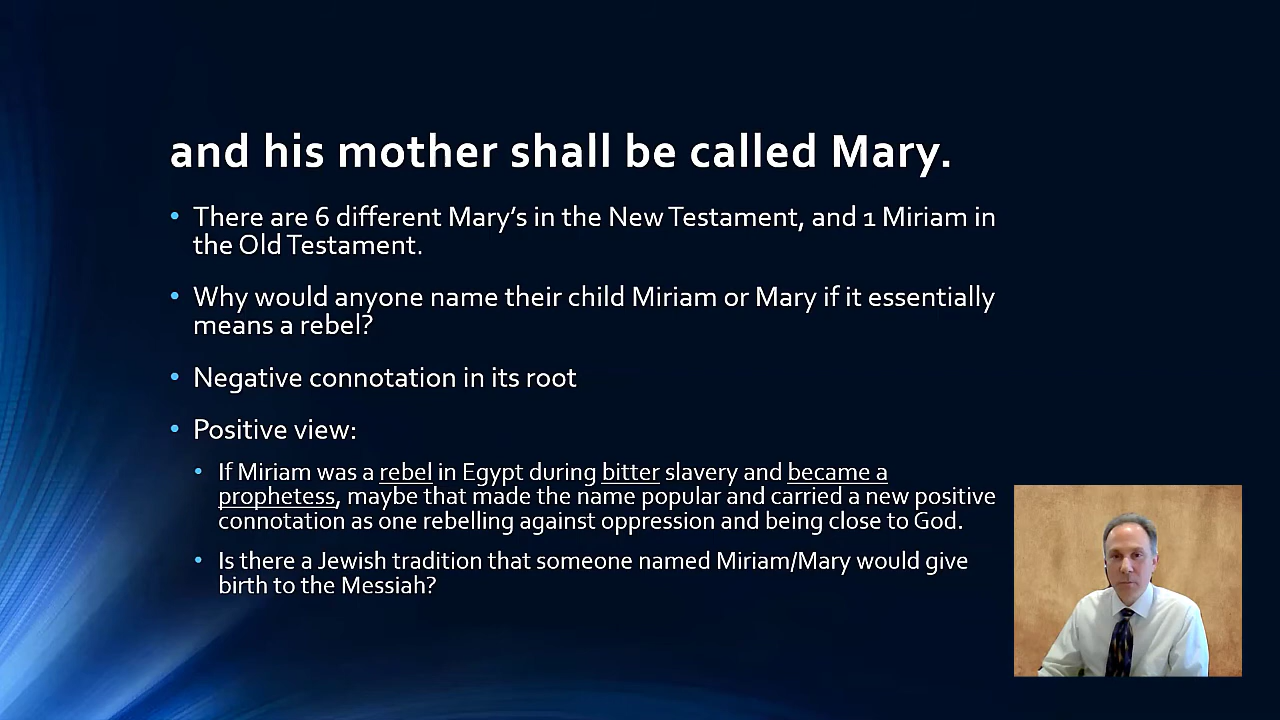 and his mother shall be called Mary.
• There are 6 different Mary's in the New Testament, and 1 Miriam in
the Old Testament.
• Why would anyone name their child Miriam or Mary if it essentially
means a rebel?
• Negative connotation in its root
• Positive view:
• If Miriam was a rebel in Egypt during bitter slavery and became a
prophetess, maybe that made the name popular and carried a new positive
connotation as one rebelling against oppression and being close to God.
• Is there a Jewish tradition that someone named Miriam/Mary would give
birth to the Messiah?